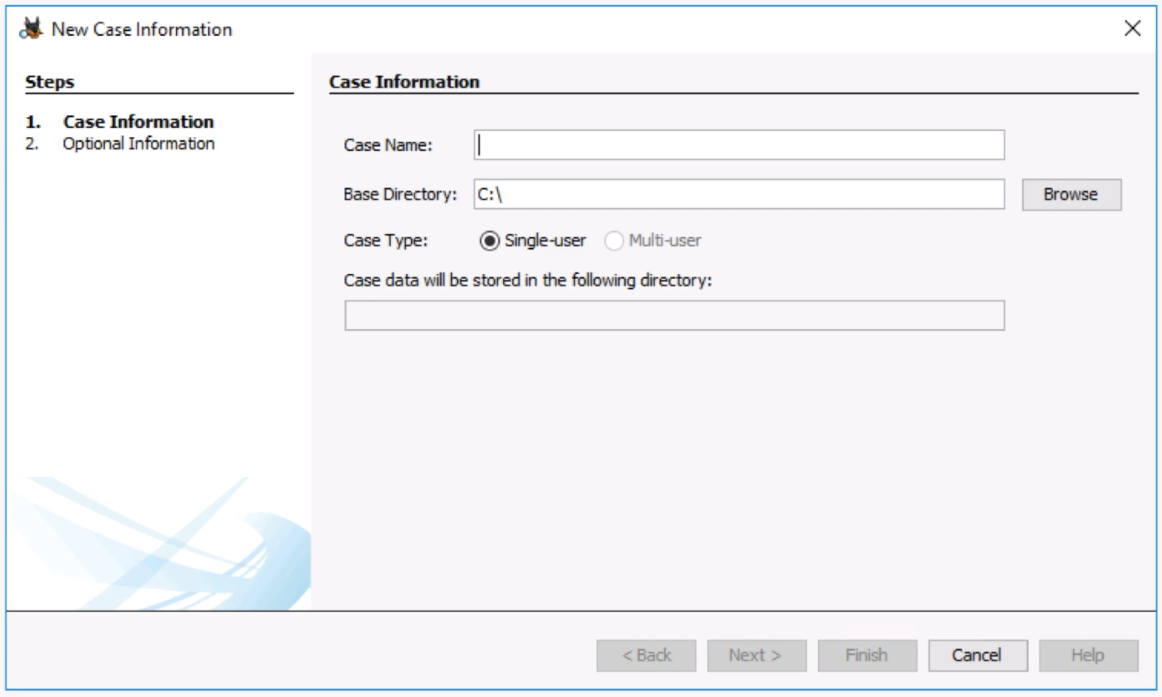 New Case Information
Steps
1. Case Information
2. Optional Information
Case Information
Case Name:
Base Directory: C:\ Browse
Case Type: Single-user Multi-user
Case data will be stored in the following directory:
< Back Next > Finish Cancel Help